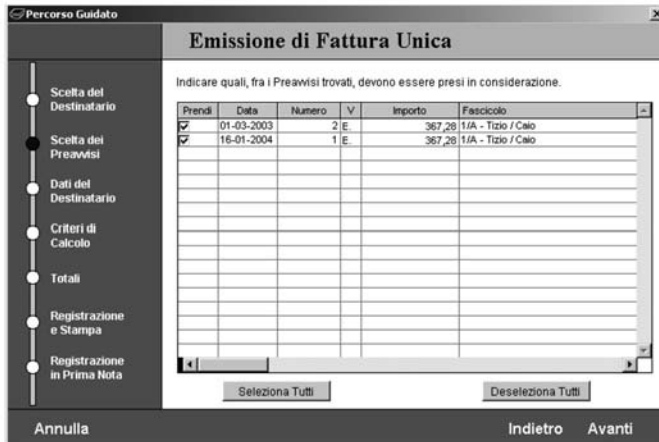 Percorso Guidato
Emissione di Fattura Unica
Scelta del
Destinatario
Scelta dei
Preavvisi
Dati del
Destinatario
Criteri di
Calcolo
Totali
Registrazione
e Stampa
Registrazione
in Prima Nota
Indicare quali, fra i Preavvisi trovati, devono essere presi in considerazione.
Prendi Data Numero V Importo Fascicolo
01-03-2003 2 E. 367,28 1/A - Tizio / Caio
16-01-2004 1 E. 367,28 1/A - Tizio / Caio
Seleziona Tutti Deseleziona Tutti
Annulla Indietro Avanti